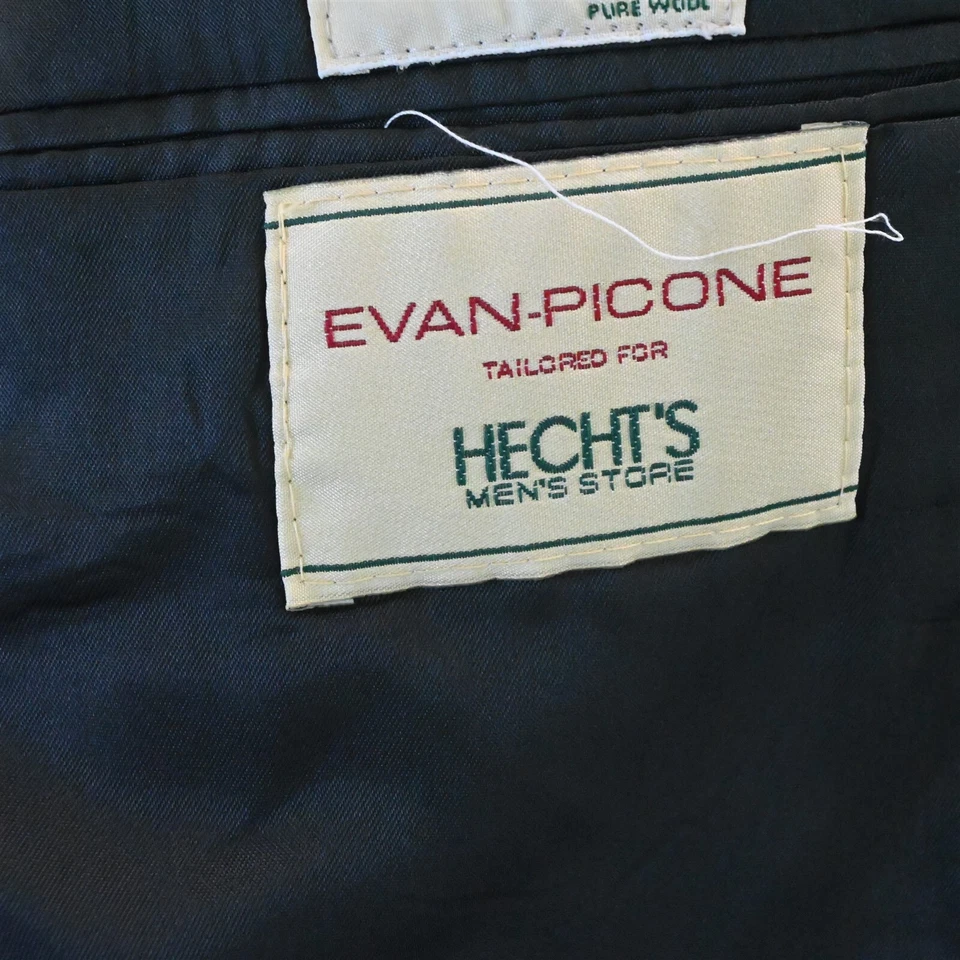 PURE WOOL
EVAN-PICONE
TAILORED FOR
HECHT'S
MEN'S STORE